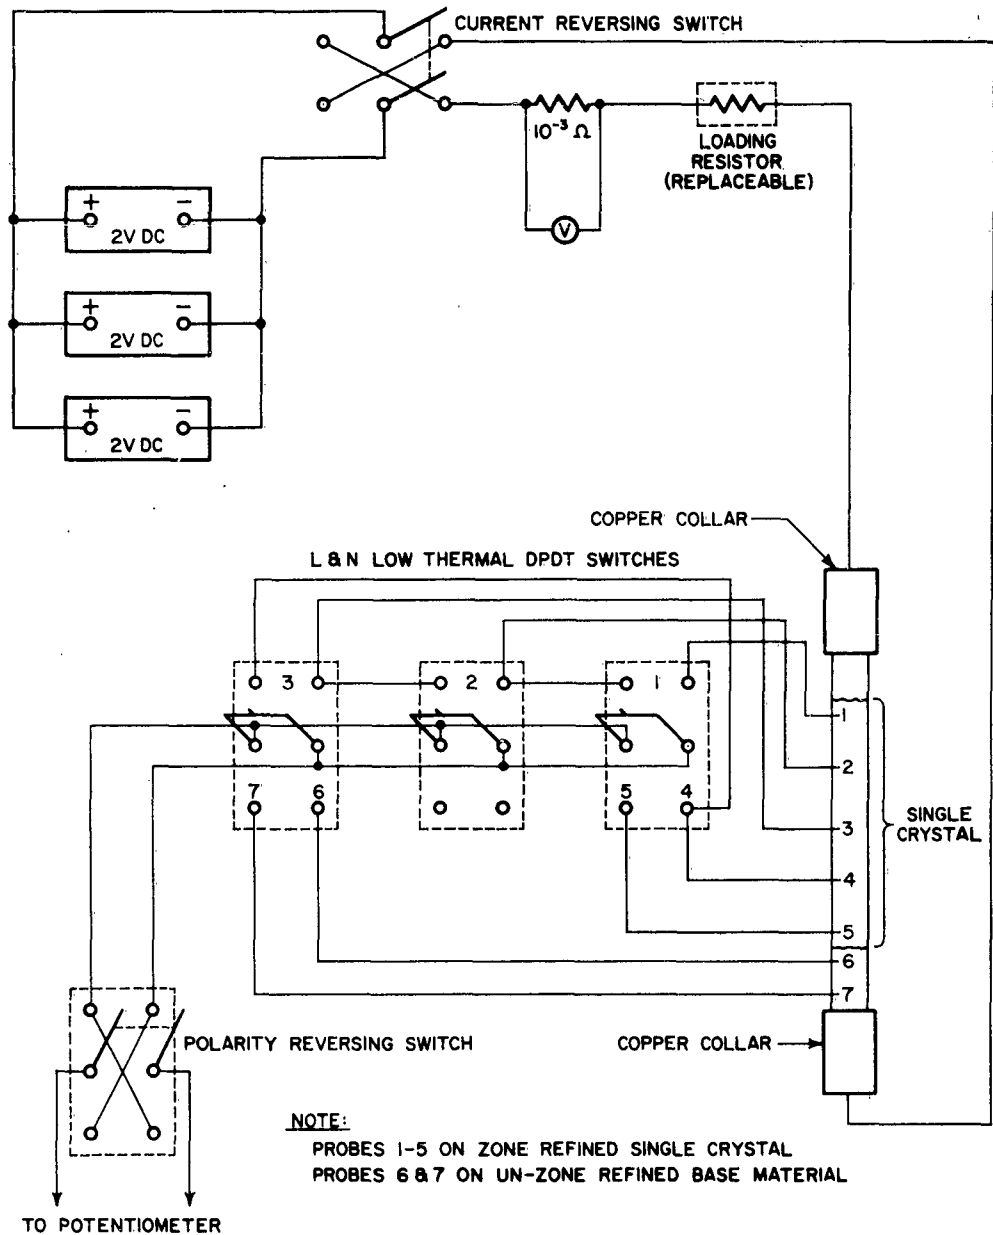 CURRENT REVERSING SWITCH
10⁻³ Ω
LOADING
RESISTOR
(REPLACEABLE)
V
+ −
2V DC
+ −
2V DC
+ −
2V DC
COPPER COLLAR
L & N LOW THERMAL DPDT SWITCHES
3 2 1
7 6 5 4
1
2
3
4
5
6
7
SINGLE
CRYSTAL
POLARITY REVERSING SWITCH
COPPER COLLAR
NOTE:
PROBES 1-5 ON ZONE REFINED SINGLE CRYSTAL
PROBES 6 & 7 ON UN-ZONE REFINED BASE MATERIAL
TO POTENTIOMETER